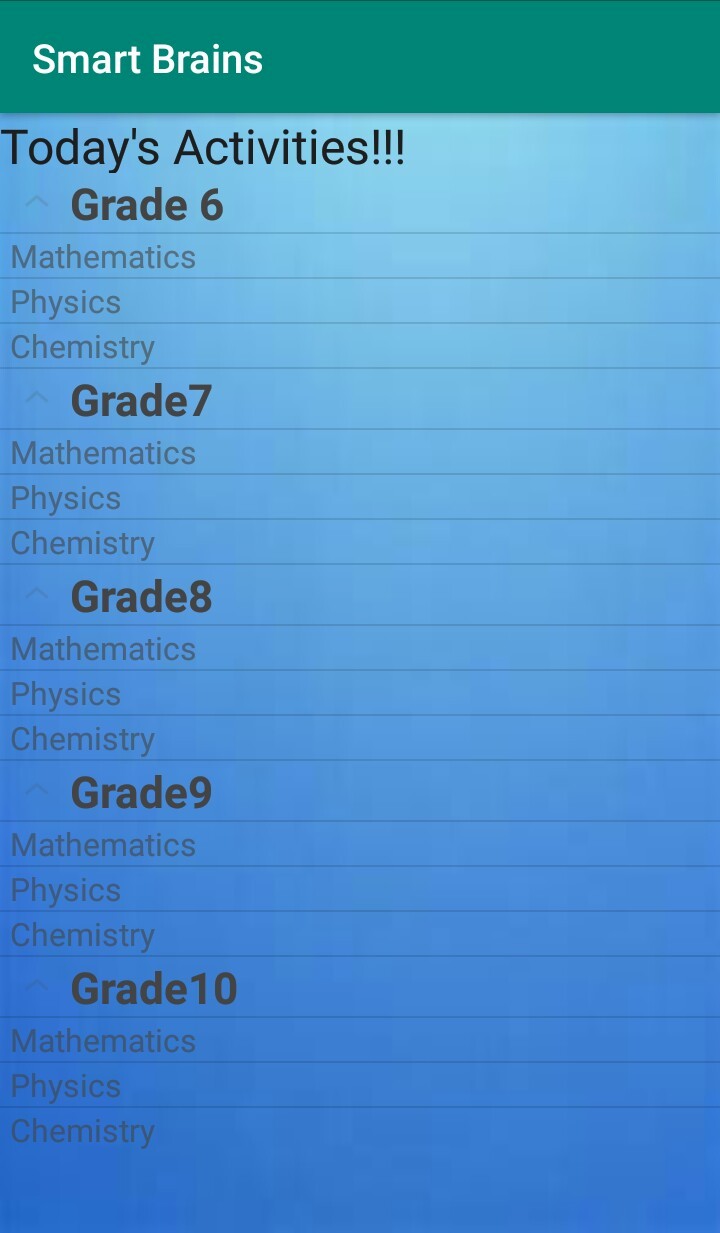 Smart Brains
Today's Activities!!!
Grade 6
Mathematics
Physics
Chemistry
Grade7
Mathematics
Physics
Chemistry
Grade8
Mathematics
Physics
Chemistry
Grade9
Mathematics
Physics
Chemistry
Grade10
Mathematics
Physics
Chemistry